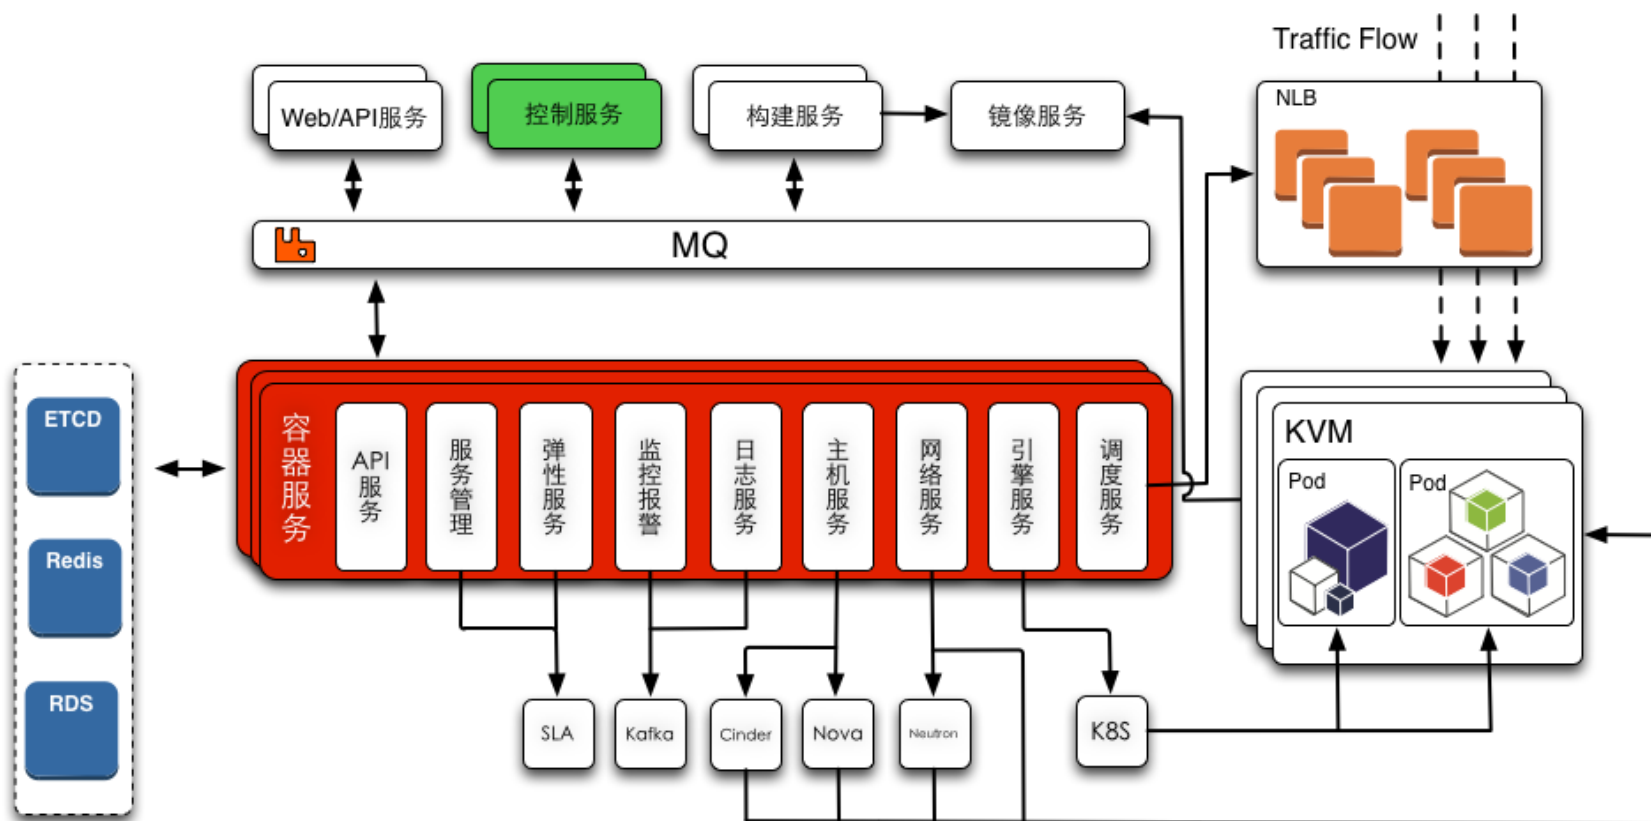 Traffic Flow
Web/API服务
控制服务
构建服务
镜像服务
NLB
MQ
ETCD
Redis
RDS
容器服务
API服务
服务管理
弹性服务
监控报警
日志服务
主机服务
网络服务
引擎服务
调度服务
KVM
Pod
Pod
SLA
Kafka
Cinder
Nova
Neutron
K8S